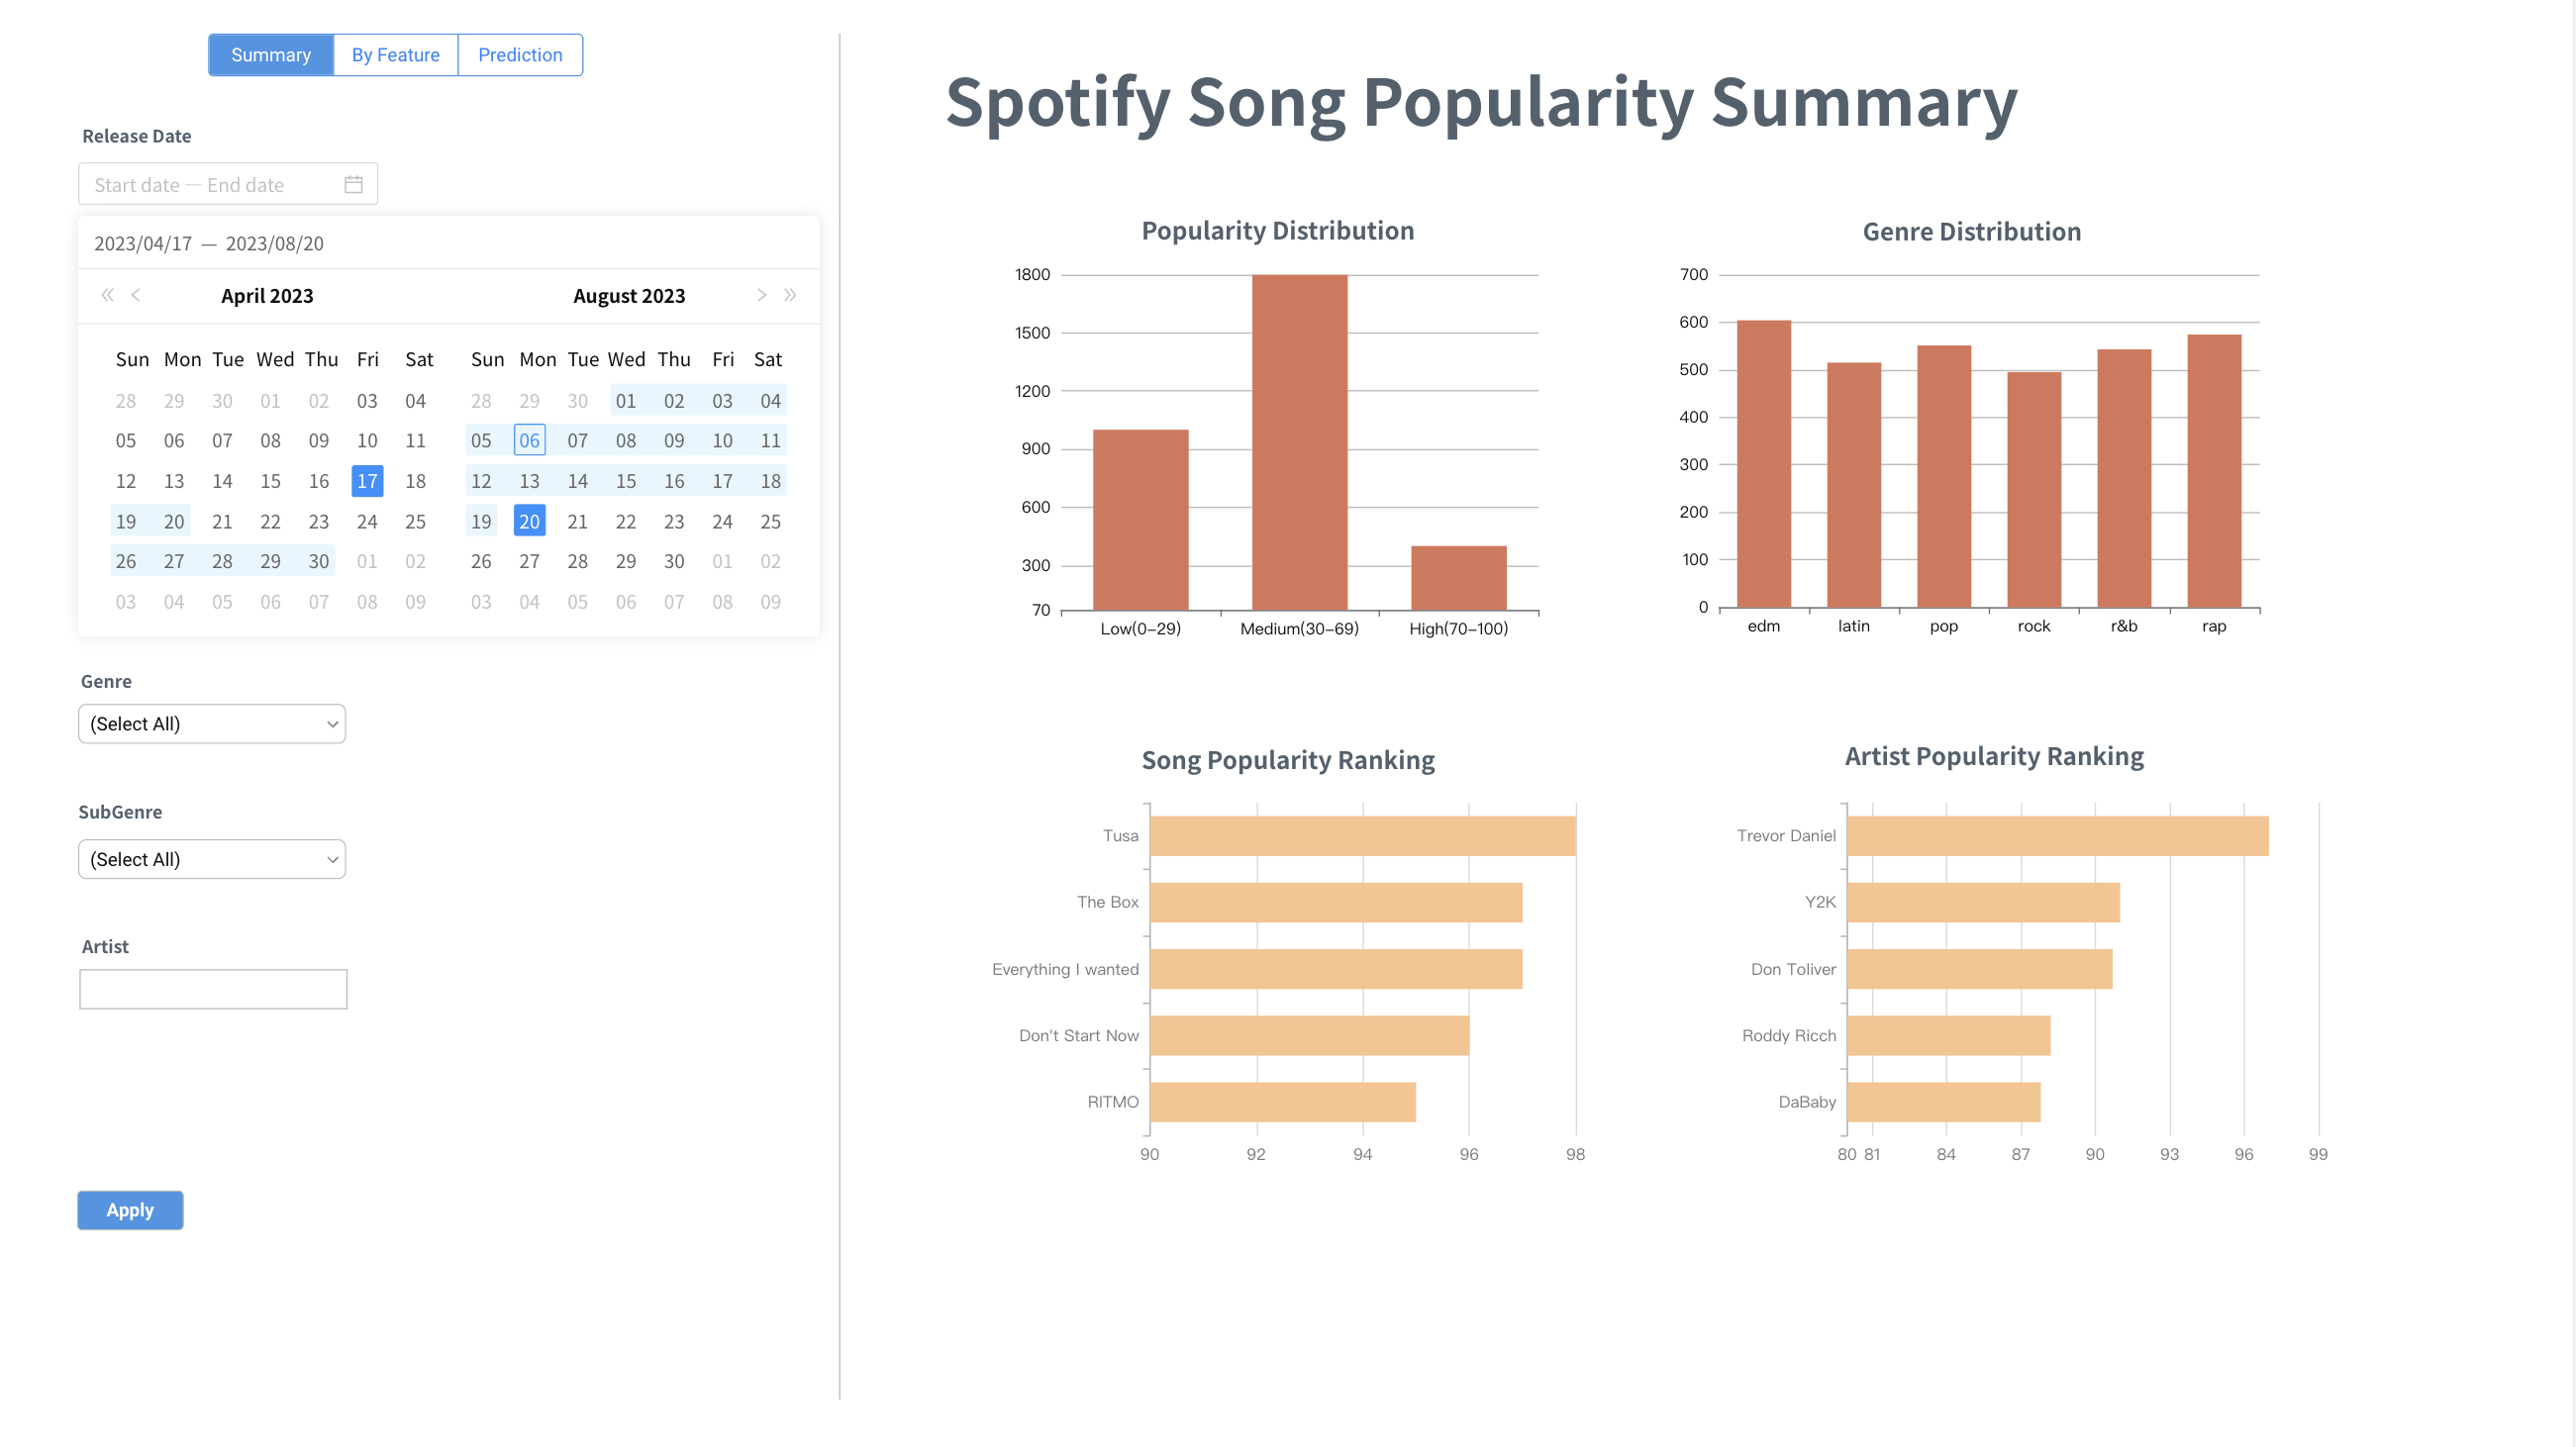 Summary By Feature Prediction
Release Date
Start date — End date
2023/04/17 — 2023/08/20
April 2023 August 2023
Sun Mon Tue Wed Thu Fri Sat Sun Mon Tue Wed Thu Fri Sat
28 29 30 01 02 03 04 28 29 30 01 02 03 04
05 06 07 08 09 10 11 05 06 07 08 09 10 11
12 13 14 15 16 17 18 12 13 14 15 16 17 18
19 20 21 22 23 24 25 19 20 21 22 23 24 25
26 27 28 29 30 01 02 26 27 28 29 30 01 02
03 04 05 06 07 08 09 03 04 05 06 07 08 09
Genre
(Select All)
SubGenre
(Select All)
Artist
Apply
Spotify Song Popularity Summary
Popularity Distribution
1800
1500
1200
900
600
300
70
Low(0–29) Medium(30–69) High(70–100)
Genre Distribution
700
600
500
400
300
200
100
0
edm latin pop rock r&b rap
Song Popularity Ranking
Tusa
The Box
Everything I wanted
Don't Start Now
RITMO
90 92 94 96 98
Artist Popularity Ranking
Trevor Daniel
Y2K
Don Toliver
Roddy Ricch
DaBaby
80 81 84 87 90 93 96 99